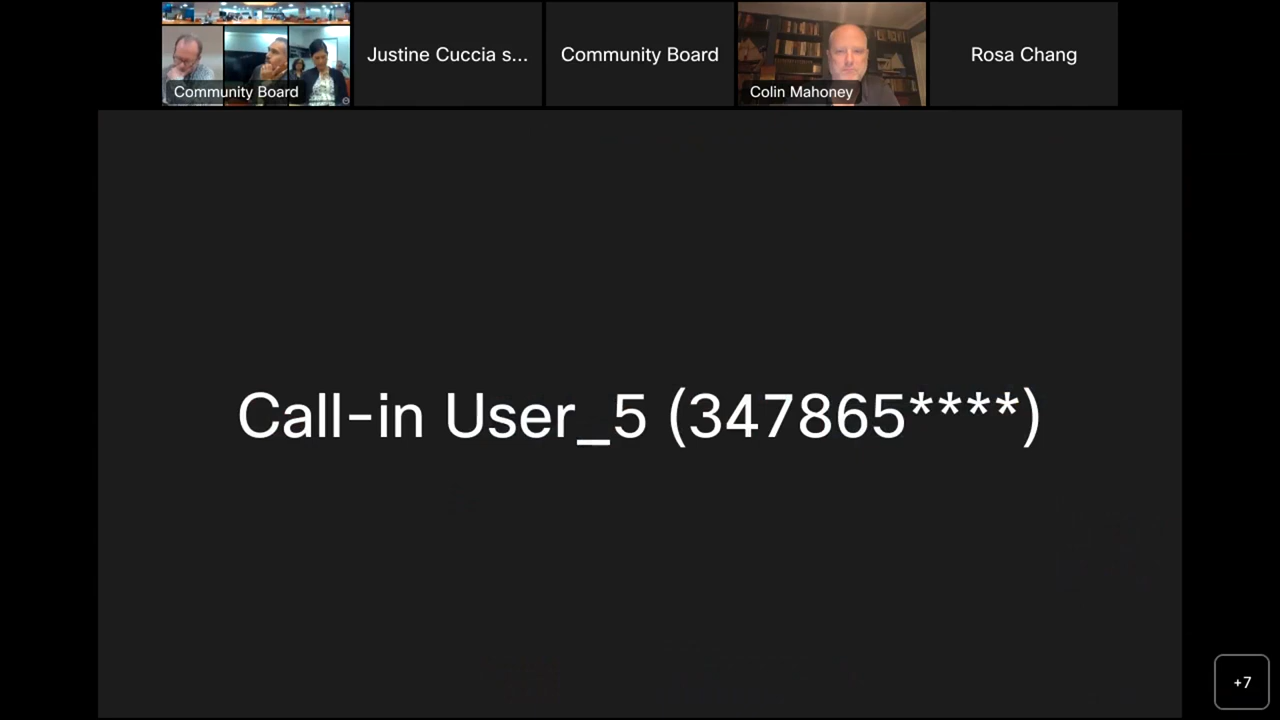 Community Board
Justine Cuccia s...
Community Board
Colin Mahoney
Rosa Chang
Call-in User_5 (347865****)
+7